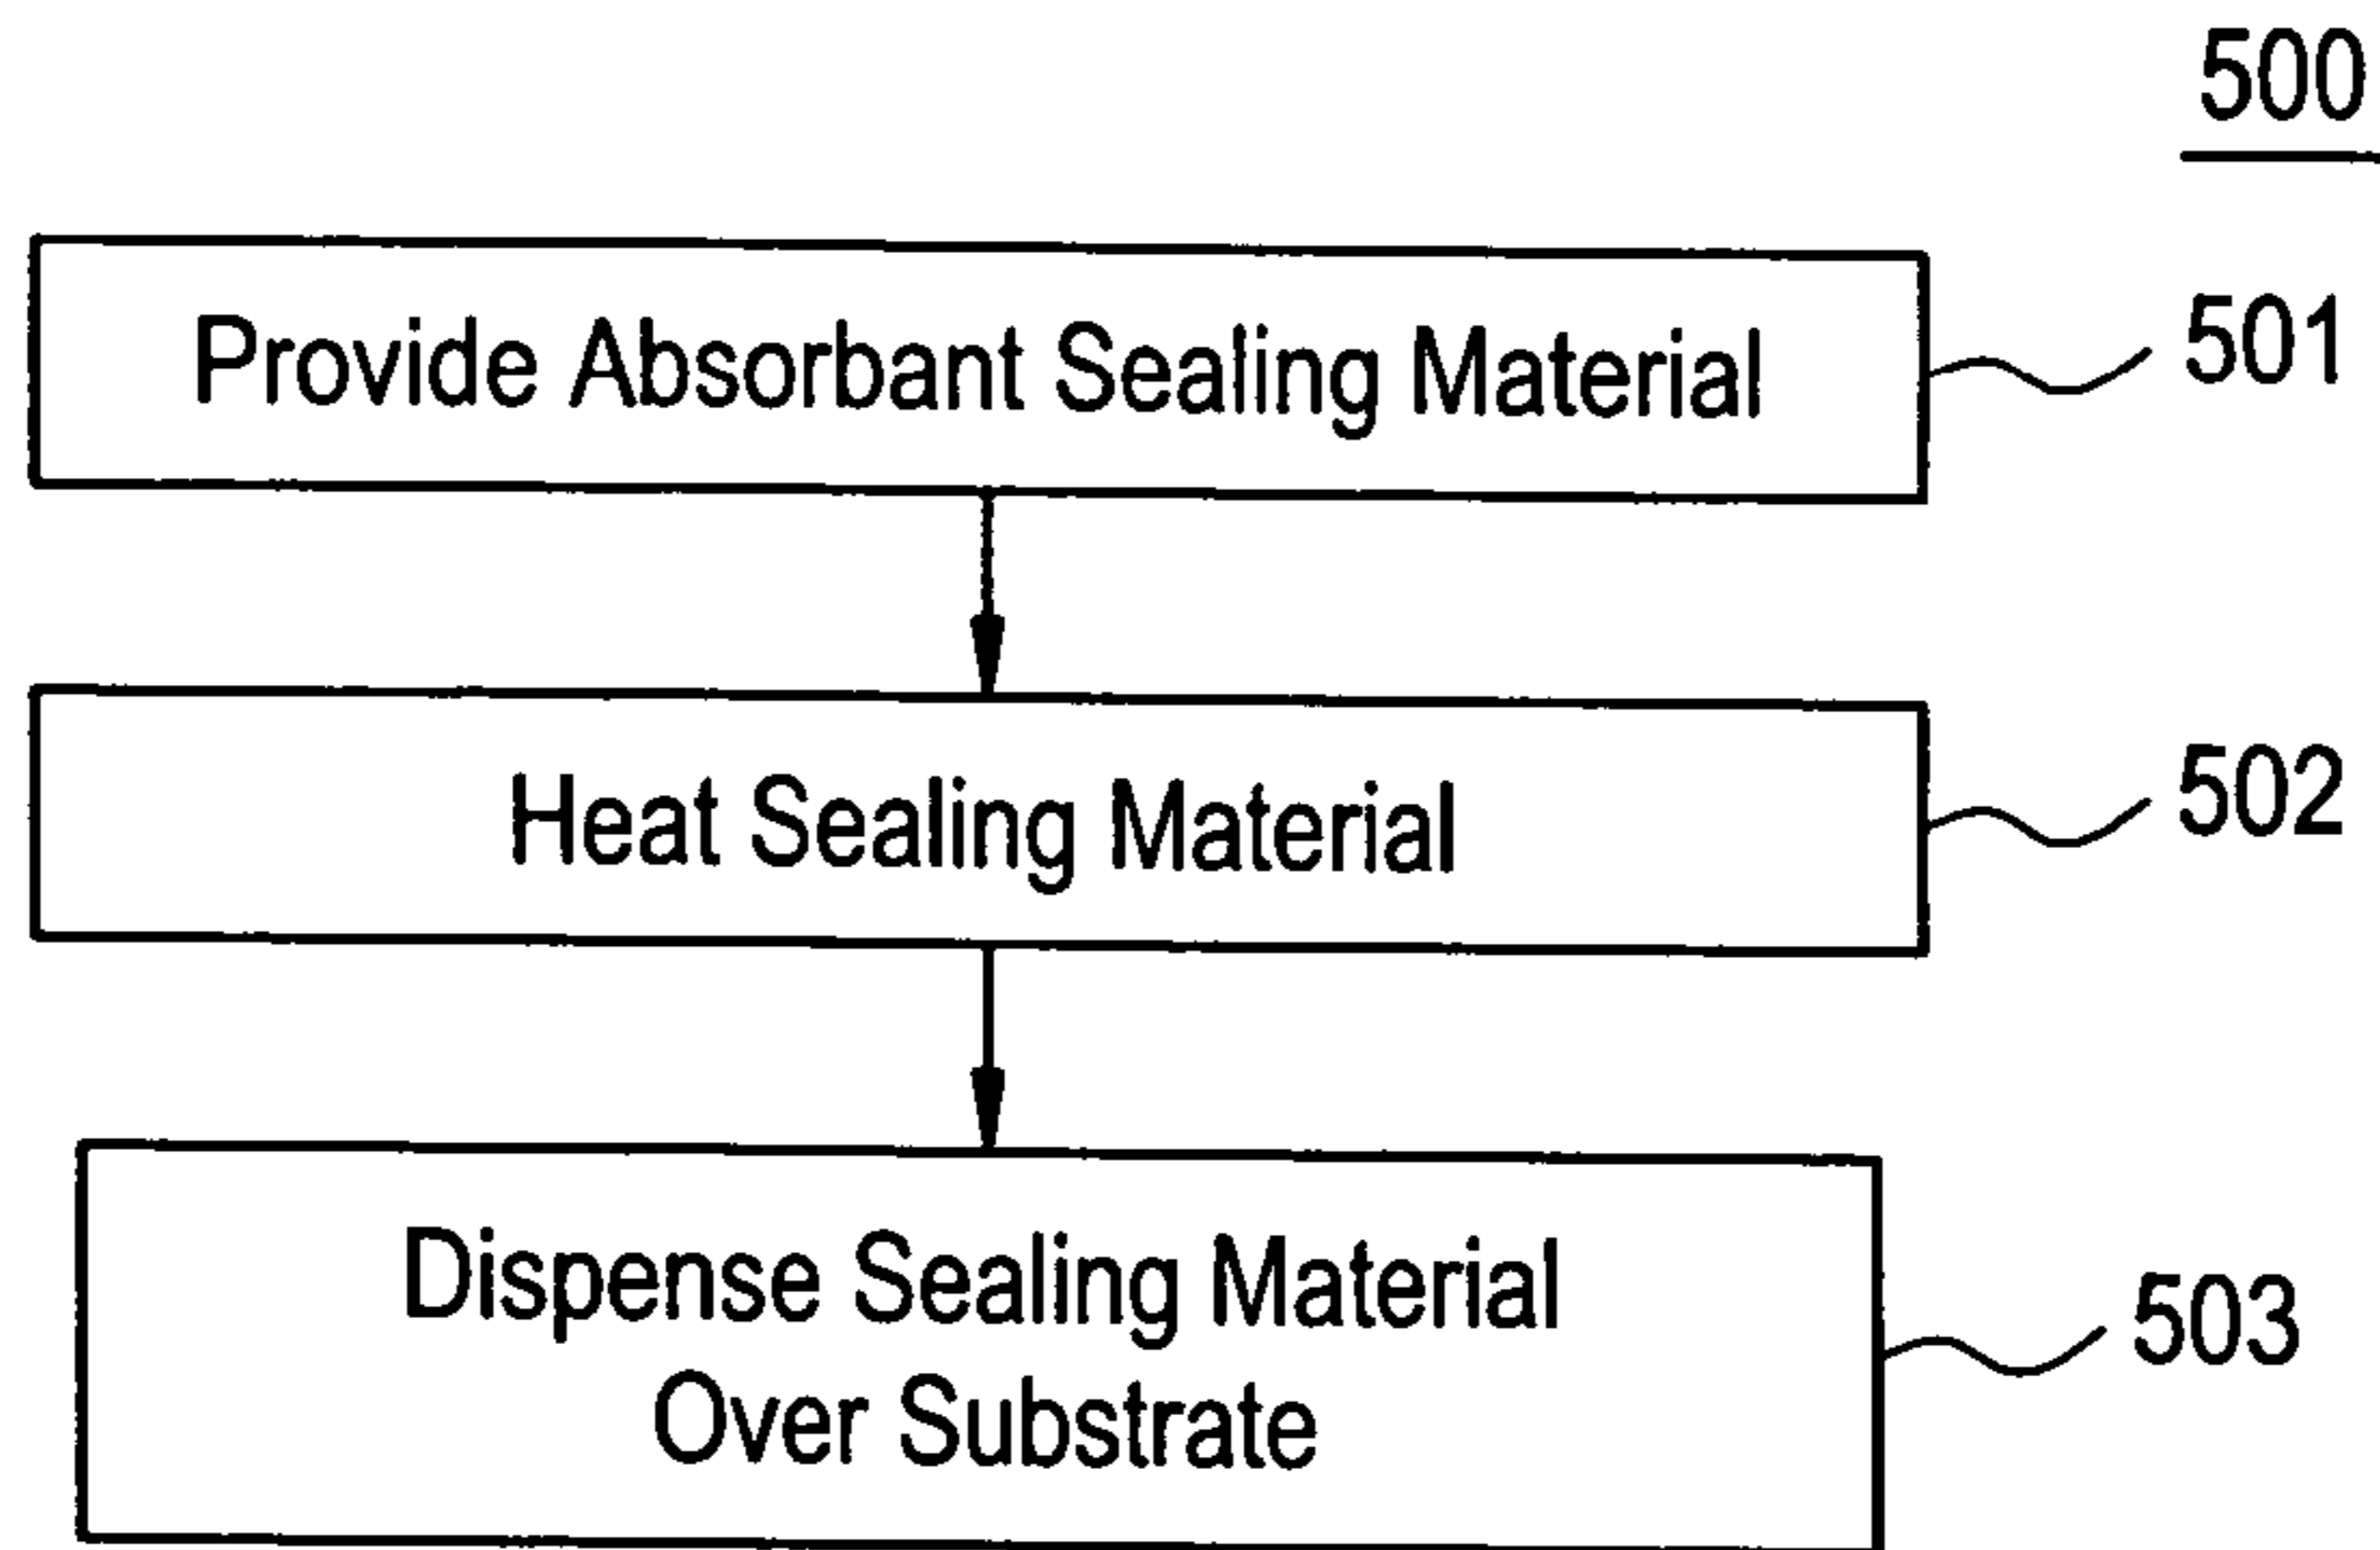 500
Provide Absorbant Sealing Material
501
Heat Sealing Material
502
Dispense Sealing Material
Over Substrate
503